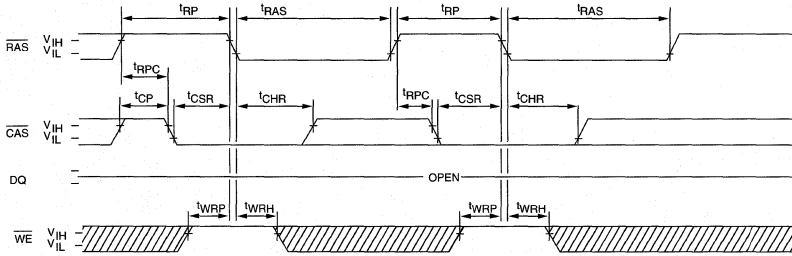 tRP tRAS tRP tRAS
RAS VIH
VIL
tRPC
tCP tCSR tCHR tRPC tCSR tCHR
CAS VIH
VIL
DQ OPEN
tWRP tWRH tWRP tWRH
WE VIH
VIL